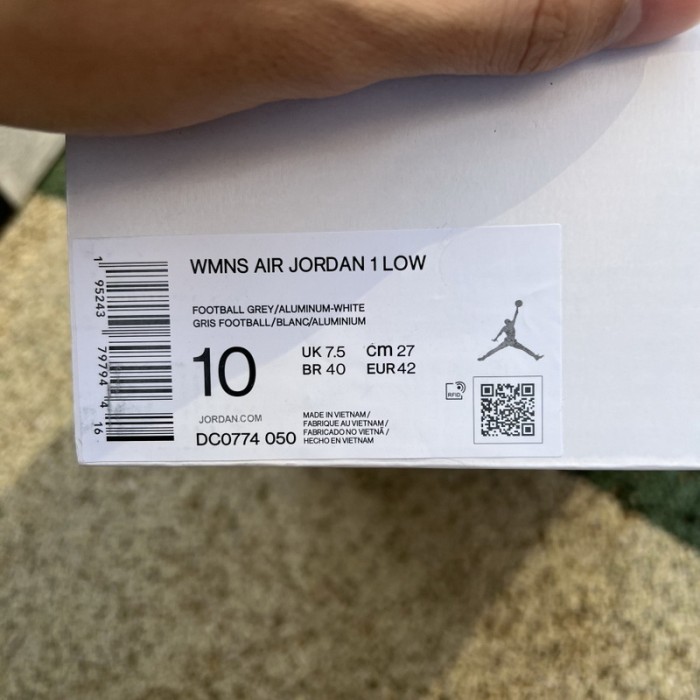 WMNS AIR JORDAN 1 LOW
FOOTBALL GREY/ALUMINUM-WHITE
GRIS FOOTBALL/BLANC/ALUMINIUM
10
UK 7.5 cm 27
BR 40 EUR 42
RFID
JORDAN.COM
DC0774 050
MADE IN VIETNAM/
FABRIQUE AU VIETNAM/
FABRICADO NO VIETNÃ/
HECHO EN VIETNAM
1 95243 79794 4 16